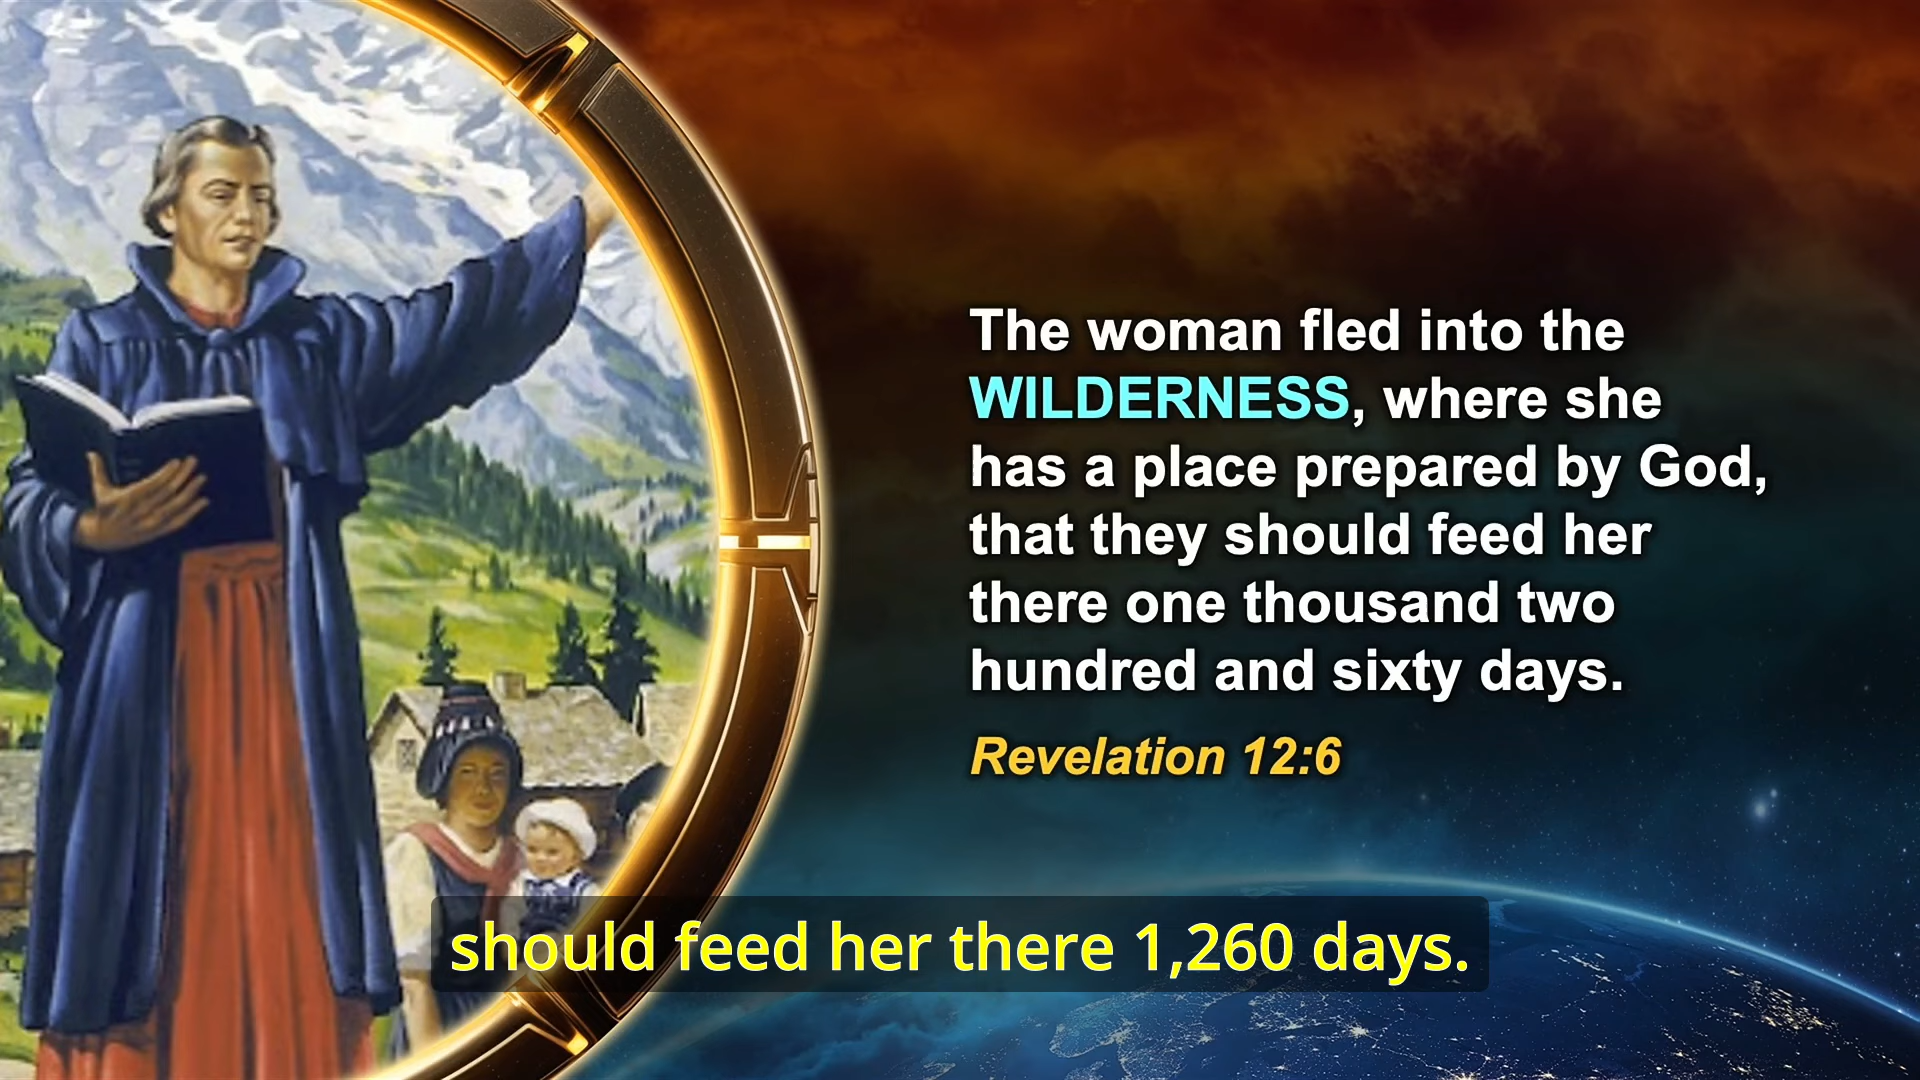 The woman fled into the
WILDERNESS, where she
has a place prepared by God,
that they should feed her
there one thousand two
hundred and sixty days.
Revelation 12:6
should feed her there 1,260 days.